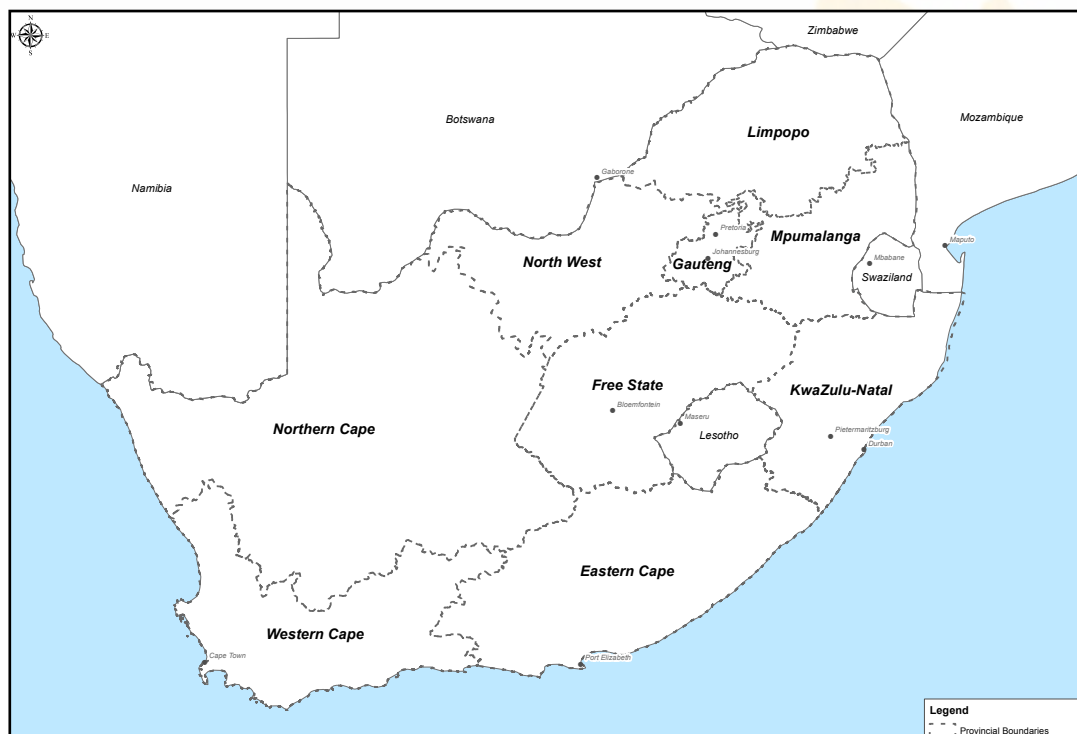 N
W E
S
Zimbabwe
Mozambique
Botswana
Limpopo
Namibia
Gaborone
Pretoria
Mpumalanga
Maputo
Johannesburg
North West
Gauteng
Mbabane
Swaziland
Free State
KwaZulu-Natal
Bloemfontein
Maseru
Northern Cape
Lesotho
Pietermaritzburg
Durban
Eastern Cape
Western Cape
Cape Town
Port Elizabeth
Legend
Provincial Boundaries